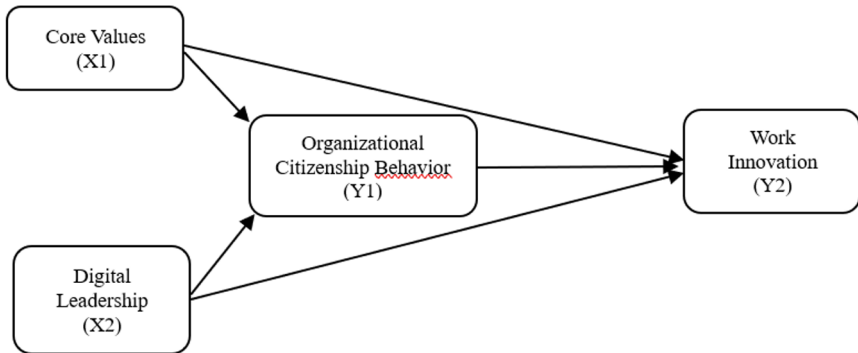 Core Values
(X1)
Organizational
Citizenship Behavior
(Y1)
Work
Innovation
(Y2)
Digital
Leadership
(X2)